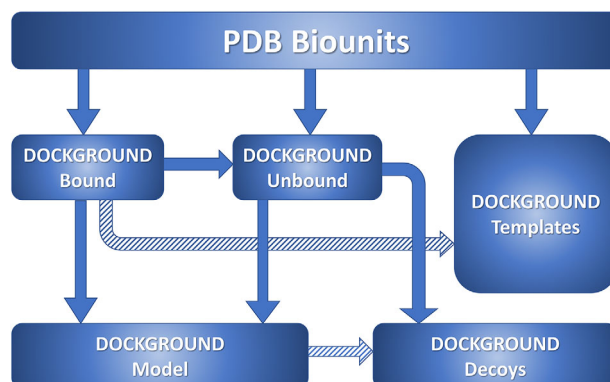 PDB Biounits
DOCKGROUND
Bound
DOCKGROUND
Unbound
DOCKGROUND
Templates
DOCKGROUND
Model
DOCKGROUND
Decoys